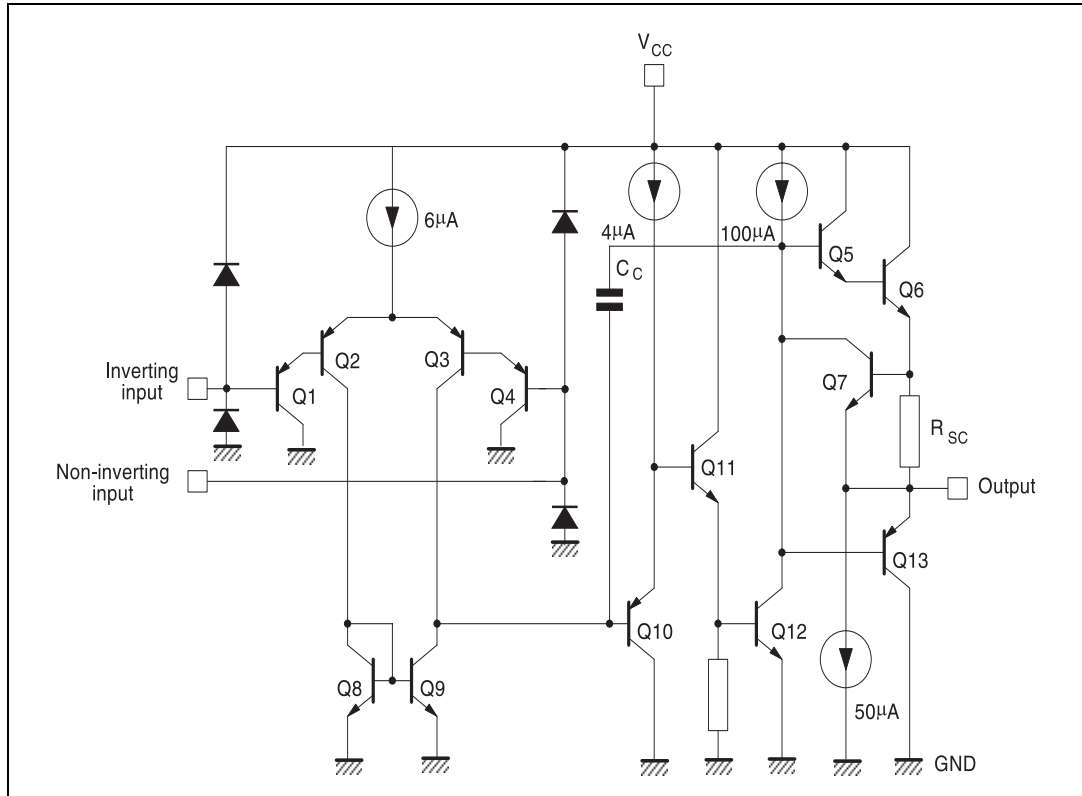 V_CC
6µA
4µA
100µA
C_C
Q5
Q6
Inverting
input
Q1
Q2
Q3
Q4
Q7
R_SC
Non-inverting
input
Q11
Output
Q13
Q10
Q12
Q8
Q9
50µA
GND